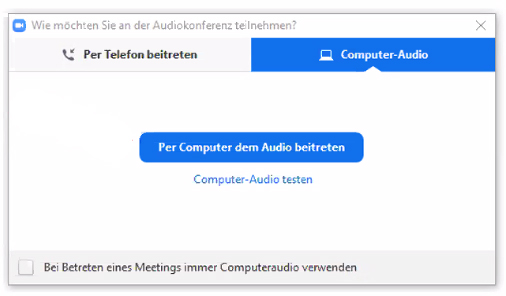 Wie möchten Sie an der Audiokonferenz teilnehmen?
Per Telefon beitreten
Computer-Audio
Per Computer dem Audio beitreten
Computer-Audio testen
Bei Betreten eines Meetings immer Computeraudio verwenden